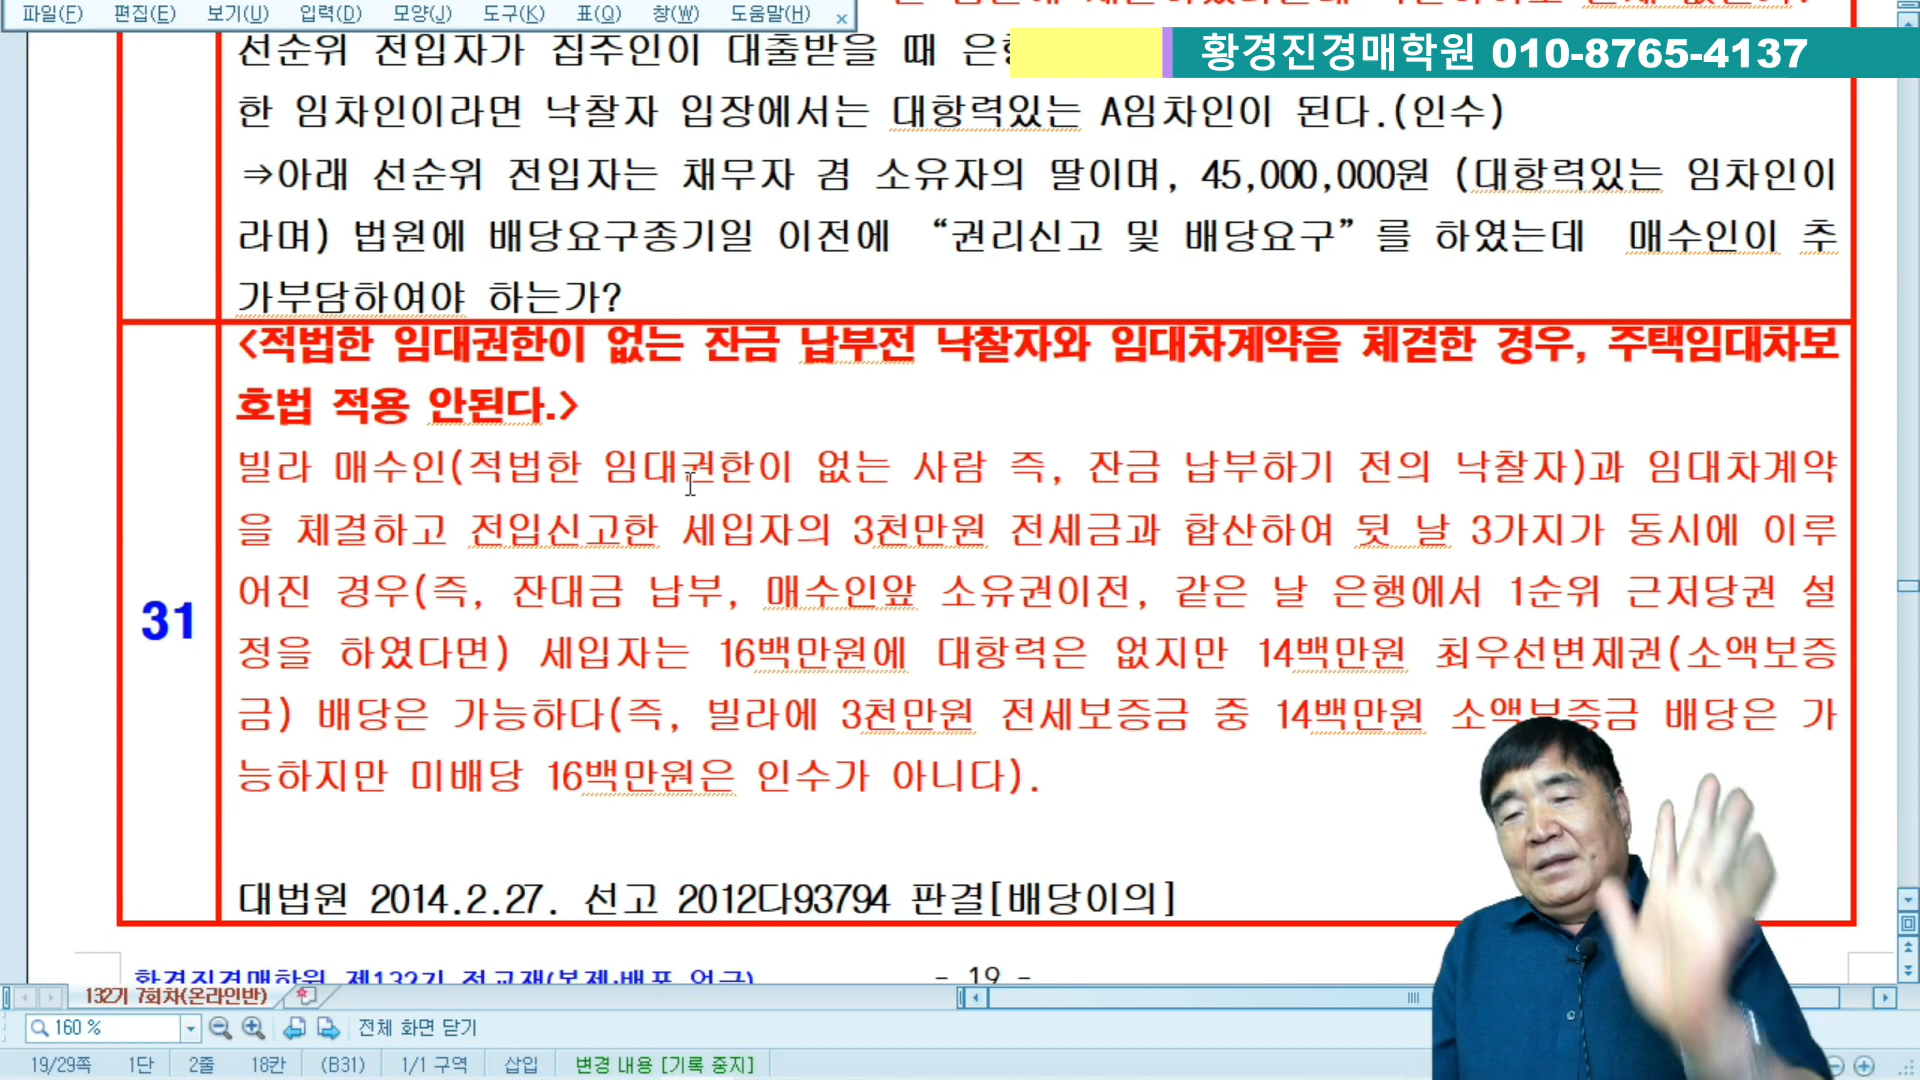 파일(F) 편집(E) 보기(U) 입력(D) 모양(J) 도구(K) 표(Q) 창(W) 도움말(H)
황경진경매학원 010-8765-4137
선순위 전입자가 집주인이 대출받을 때
한 임차인이라면 낙찰자 입장에서는 대항력있는 A임차인이 된다.(인수)
⇒아래 선순위 전입자는 채무자 겸 소유자의 딸이며, 45,000,000원 (대항력있는 임차인이
라며) 법원에 배당요구종기일 이전에 “권리신고 및 배당요구”를 하였는데 매수인이 추
가부담하여야 하는가?
<적법한 임대권한이 없는 잔금 납부전 낙찰자와 임대차계약을 체결한 경우, 주택임대차보
호법 적용 안된다.>
빌라 매수인(적법한 임대권한이 없는 사람 즉, 잔금 납부하기 전의 낙찰자)과 임대차계약
을 체결하고 전입신고한 세입자의 3천만원 전세금과 합산하여 뒷 날 3가지가 동시에 이루
어진 경우(즉, 잔대금 납부, 매수인앞 소유권이전, 같은 날 은행에서 1순위 근저당권 설
31
정을 하였다면) 세입자는 16백만원에 대항력은 없지만 14백만원 최우선변제권(소액보증
금) 배당은 가능하다(즉, 빌라에 3천만원 전세보증금 중 14백만원 소액보증금 배당은 가
능하지만 미배당 16백만원은 인수가 아니다).
대법원 2014.2.27. 선고 2012다93794 판결[배당이의]
황경진경매학원 제132기 정교재(복제·배포 엄금) - 19 -
132기 7회차(온라인반)
160 % 전체 화면 닫기
19/29쪽 1단 2줄 18칸 (B31) 1/1 구역 삽입 변경 내용 [기록 중지]